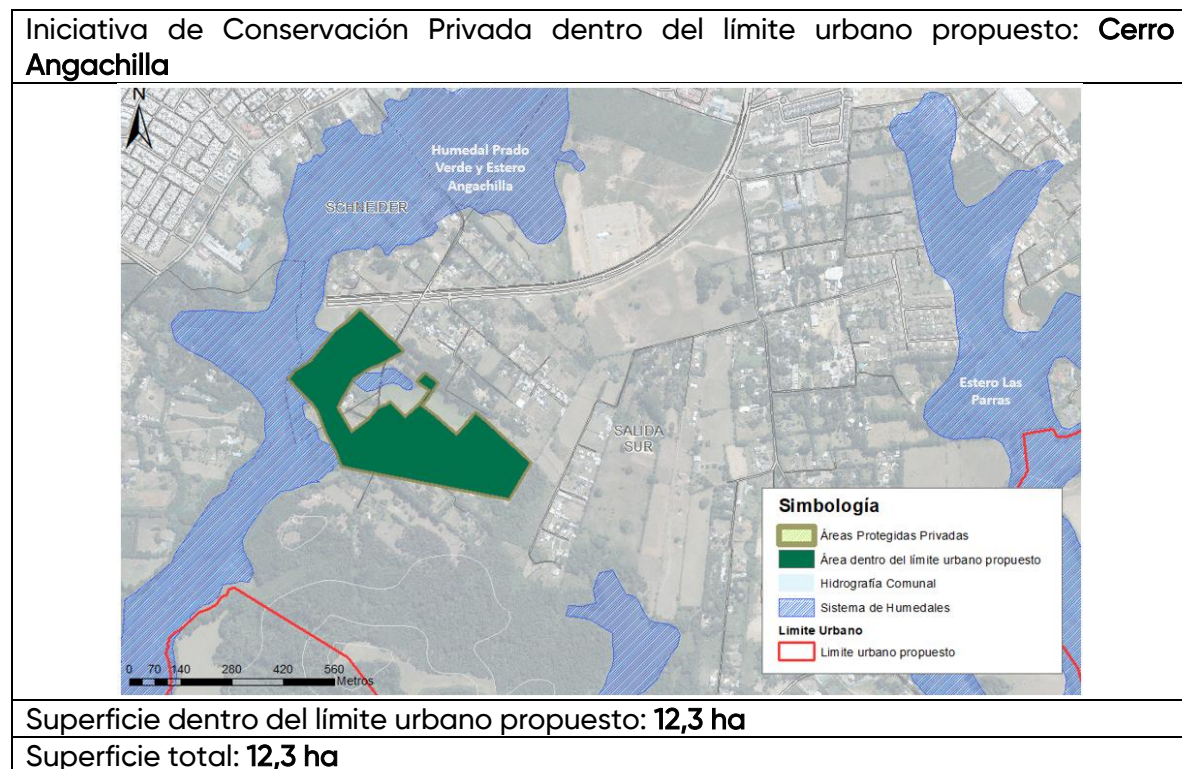 Iniciativa de Conservación Privada dentro del límite urbano propuesto: Cerro
Angachilla
N
Humedal Prado
Verde y Estero
Angachilla
SCHNEIDER
Estero Las
Parras
SALIDA
SUR
Simbología
Áreas Protegidas Privadas
Área dentro del límite urbano propuesto
Hidrografía Comunal
Sistema de Humedales
Limite Urbano
Limite urbano propuesto
0 70 140 280 420 560
Metros
Superficie dentro del límite urbano propuesto: 12,3 ha
Superficie total: 12,3 ha